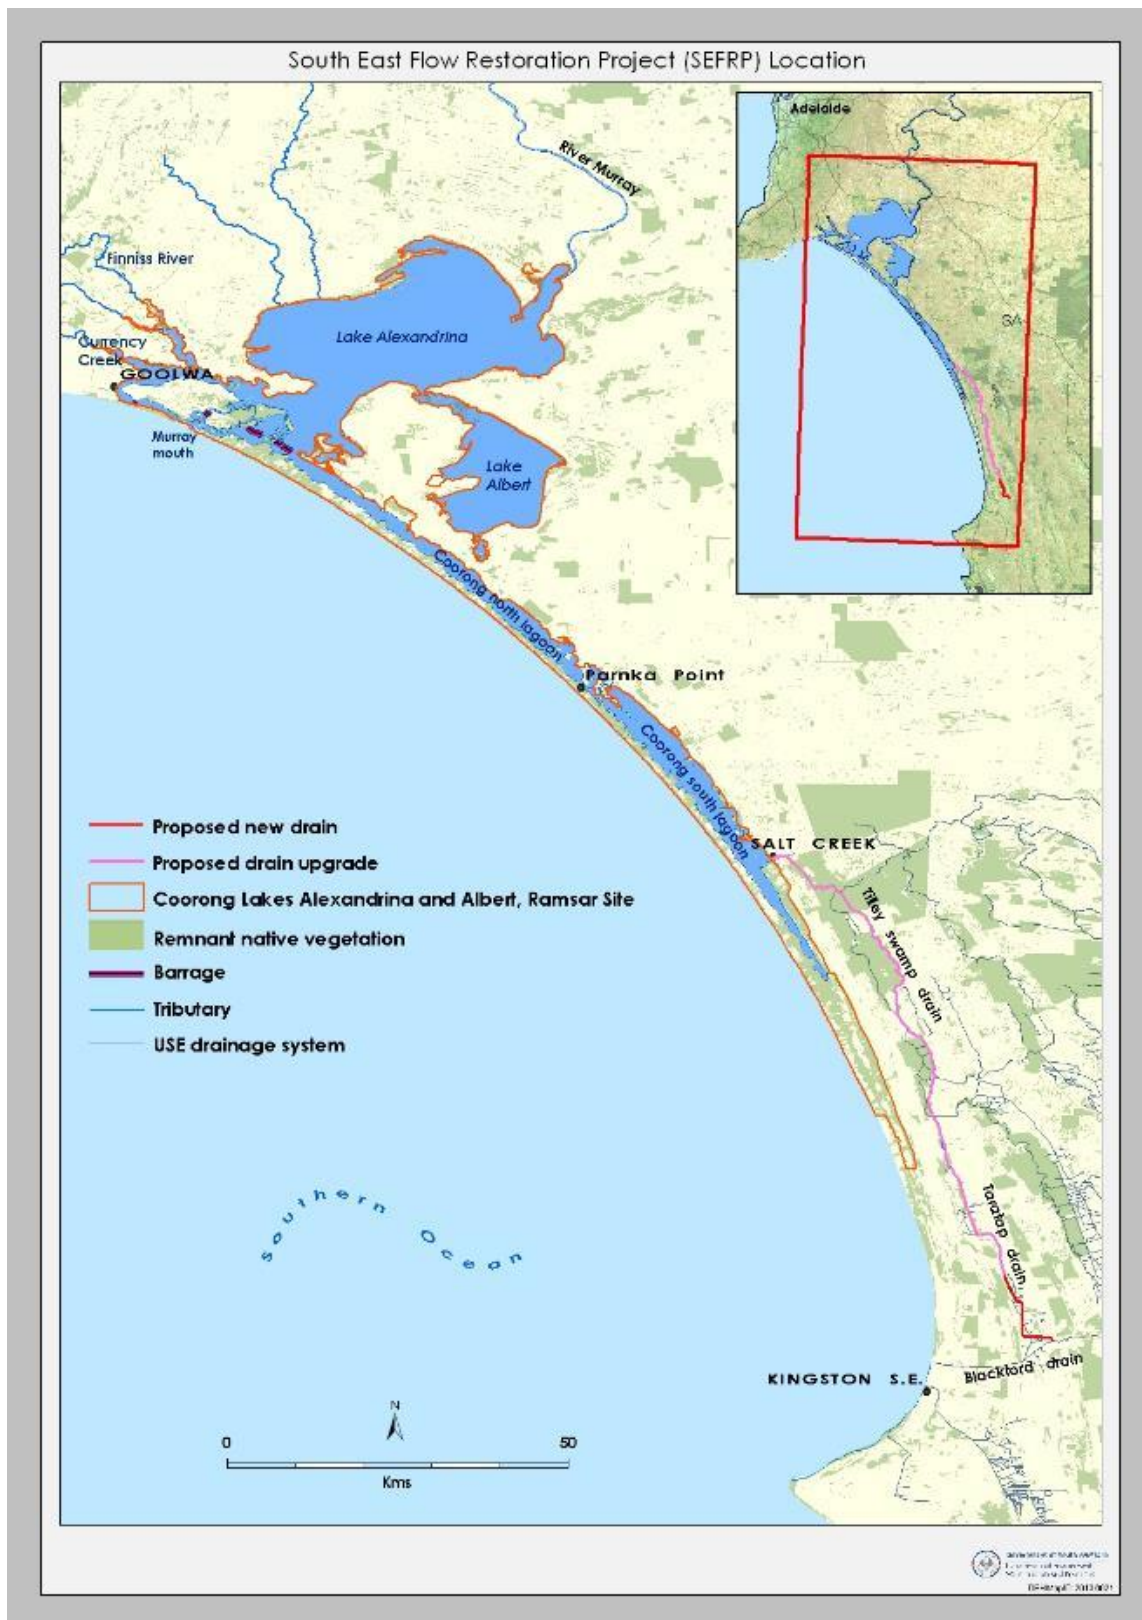 South East Flow Restoration Project (SEFRP) Location
Adelaide
SA
River Murray
Finniss River
Lake Alexandrina
Currency
Creek
GOOLWA
Murray
mouth
Lake
Albert
Coorong north lagoon
Parnka Point
Coorong south lagoon
SALT CREEK
Tilley swamp drain
Taratap drain
Blackford drain
KINGSTON S.E.
Proposed new drain
Proposed drain upgrade
Coorong Lakes Alexandrina and Albert, Ramsar Site
Remnant native vegetation
Barrage
Tributary
USE drainage system
Southern Ocean
N
0 50
Kms